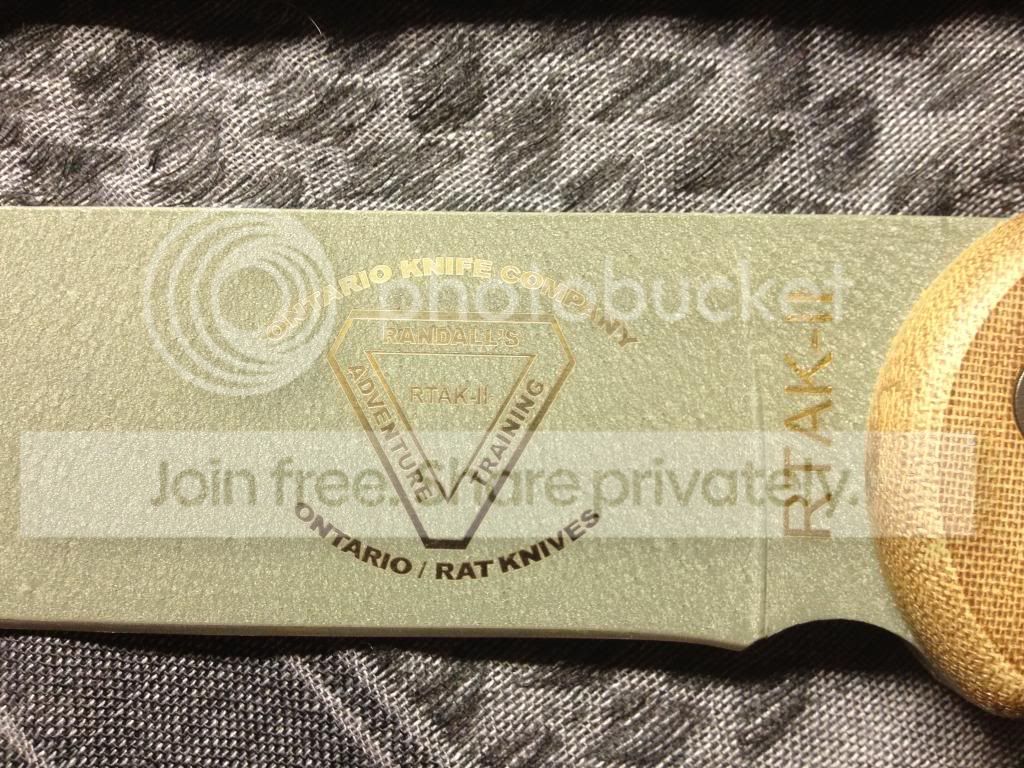 ONTARIO KNIFE COMPANY
photobucket
RANDALL'S
ADVENTURE
TRAINING
RTAK-II
RTAK-II
Join free. Share privately.
ONTARIO / RAT KNIVES